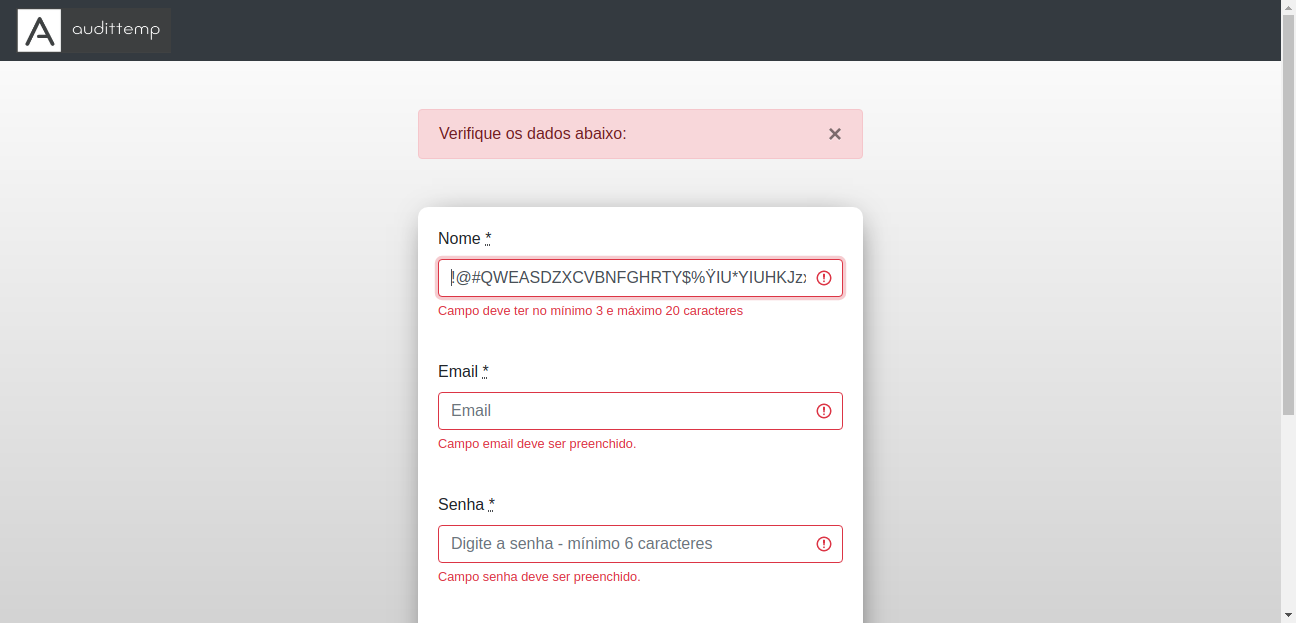 audittemp
Verifique os dados abaixo:
×
Nome *
!@#QWEASDZXCVBNFGHRTY$%ŸIU*YIUHKJzx
Campo deve ter no mínimo 3 e máximo 20 caracteres
Email *
Email
Campo email deve ser preenchido.
Senha *
Digite a senha - mínimo 6 caracteres
Campo senha deve ser preenchido.